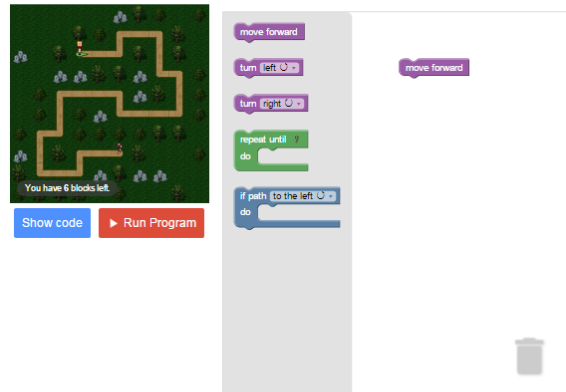 move forward
turn left
turn right
repeat until
do
if path to the left
do
move forward
You have 6 blocks left.
Show code
Run Program